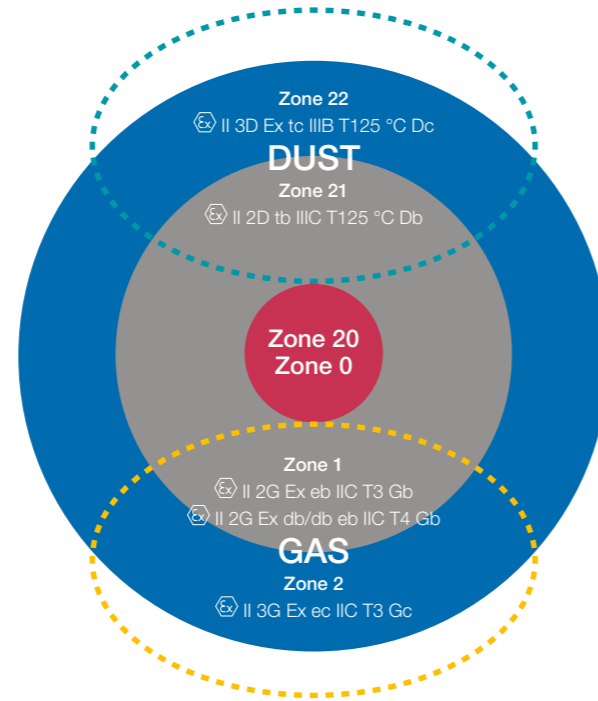 Zone 22
Ex II 3D Ex tc IIIB T125 °C Dc
DUST
Zone 21
Ex II 2D tb IIIC T125 °C Db
Zone 20
Zone 0
Zone 1
Ex II 2G Ex eb IIC T3 Gb
Ex II 2G Ex db/db eb IIC T4 Gb
GAS
Zone 2
Ex II 3G Ex ec IIC T3 Gc